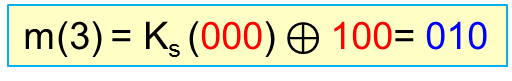 m(3) = Kₛ (000) ⊕ 100= 010